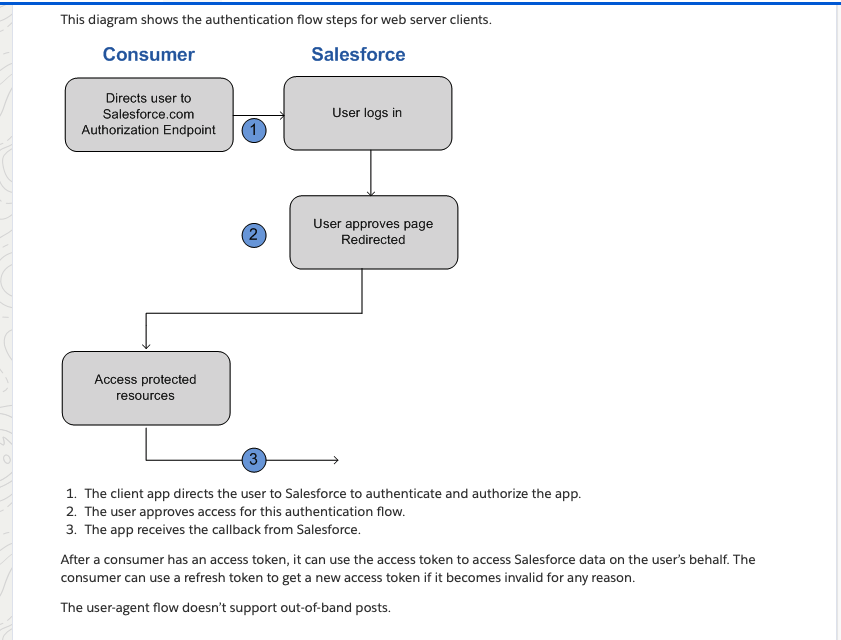 This diagram shows the authentication flow steps for web server clients.
Consumer
Salesforce
Directs user to
Salesforce.com
Authorization Endpoint
1
User logs in
2
User approves page
Redirected
Access protected
resources
3
1. The client app directs the user to Salesforce to authenticate and authorize the app.
2. The user approves access for this authentication flow.
3. The app receives the callback from Salesforce.
After a consumer has an access token, it can use the access token to access Salesforce data on the user’s behalf. The
consumer can use a refresh token to get a new access token if it becomes invalid for any reason.
The user-agent flow doesn’t support out-of-band posts.